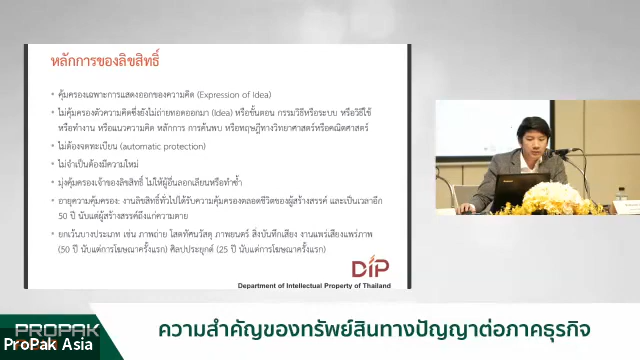 หลักการของลิขสิทธิ์
• คุ้มครองเฉพาะการแสดงออกของความคิด (Expression of Idea)
• ไม่คุ้มครองตัวความคิดซึ่งยังไม่ถ่ายทอดออกมา (Idea) หรือขั้นตอน กรรมวิธีหรือระบบ หรือวิธีใช้
หรือทำงาน หรือแนวความคิด หลักการ การค้นพบ หรือทฤษฎีทางวิทยาศาสตร์หรือคณิตศาสตร์
• ไม่ต้องจดทะเบียน (automatic protection)
• ไม่จำเป็นต้องมีความใหม่
• มุ่งคุ้มครองเจ้าของลิขสิทธิ์ ไม่ให้ผู้อื่นลอกเลียนหรือทำซ้ำ
• อายุความคุ้มครอง: งานลิขสิทธิ์ทั่วไปได้รับความคุ้มครองตลอดชีวิตของผู้สร้างสรรค์ และเป็นเวลาอีก
50 ปี นับแต่ผู้สร้างสรรค์ถึงแก่ความตาย
• ยกเว้นบางประเภท เช่น ภาพถ่าย โสตทัศนวัสดุ ภาพยนตร์ สิ่งบันทึกเสียง งานแพร่เสียงแพร่ภาพ
(50 ปี นับแต่การโฆษณาครั้งแรก) ศิลปประยุกต์ (25 ปี นับแต่การโฆษณาครั้งแรก)
DIP
Department of Intellectual Property of Thailand
PROPAK
ProPak Asia
ความสำคัญของทรัพย์สินทางปัญญาต่อภาคธุรกิจ